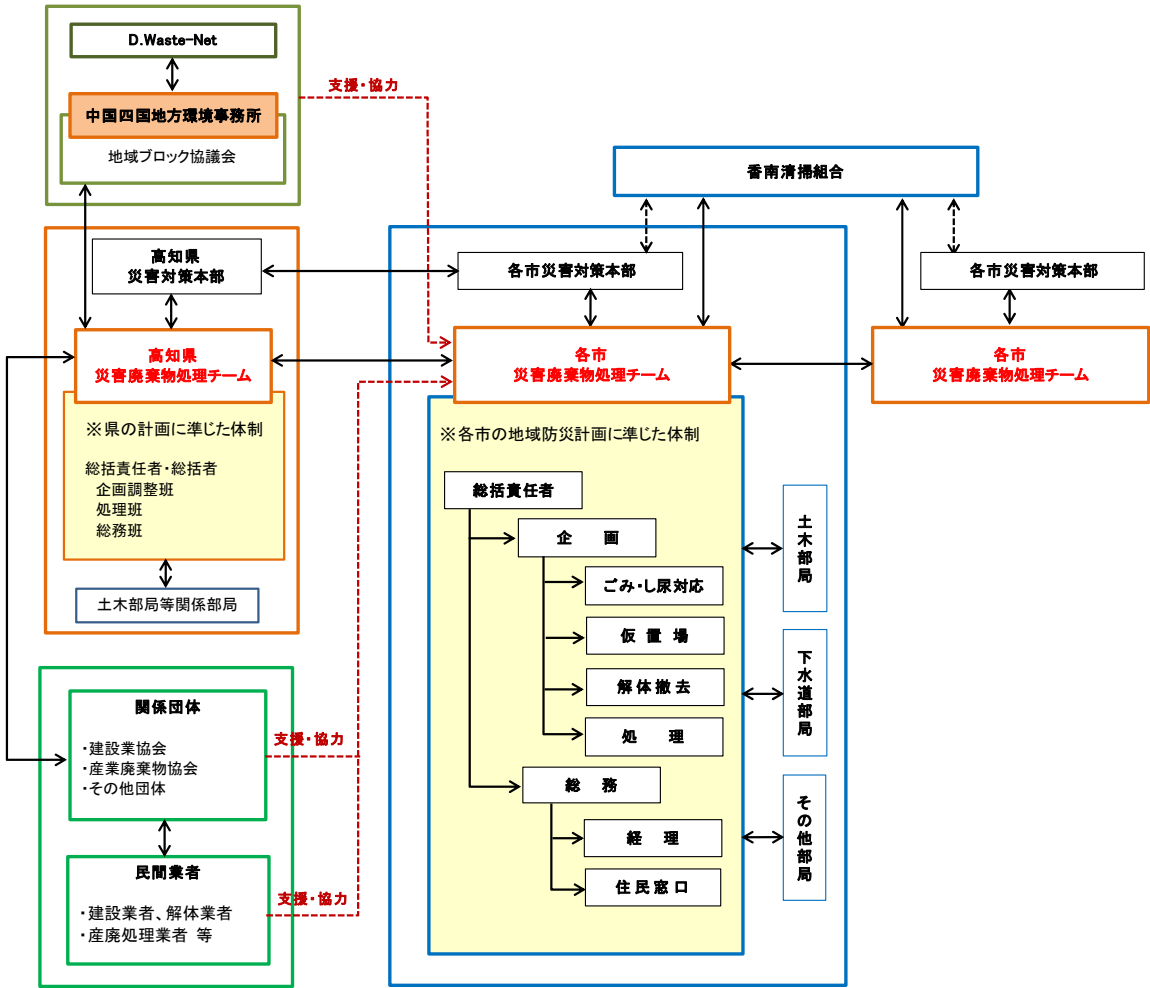 D.Waste-Net
支援・協力
中国四国地方環境事務所
地域ブロック協議会
香南清掃組合
高知県
災害対策本部
各市災害対策本部
各市災害対策本部
高知県
災害廃棄物処理チーム
各市
災害廃棄物処理チーム
各市
災害廃棄物処理チーム
※県の計画に準じた体制
総括責任者・総括者
企画調整班
処理班
総務班
土木部局等関係部局
※各市の地域防災計画に準じた体制
総括責任者
企　画
ごみ・し尿対応
仮 置 場
解体撤去
処　理
総　務
経　理
住民窓口
土木部局
下水道部局
その他部局
関係団体
・建設業協会
・産業廃棄物協会
・その他団体
支援・協力
民間業者
・建設業者、解体業者
・産廃処理業者 等
支援・協力